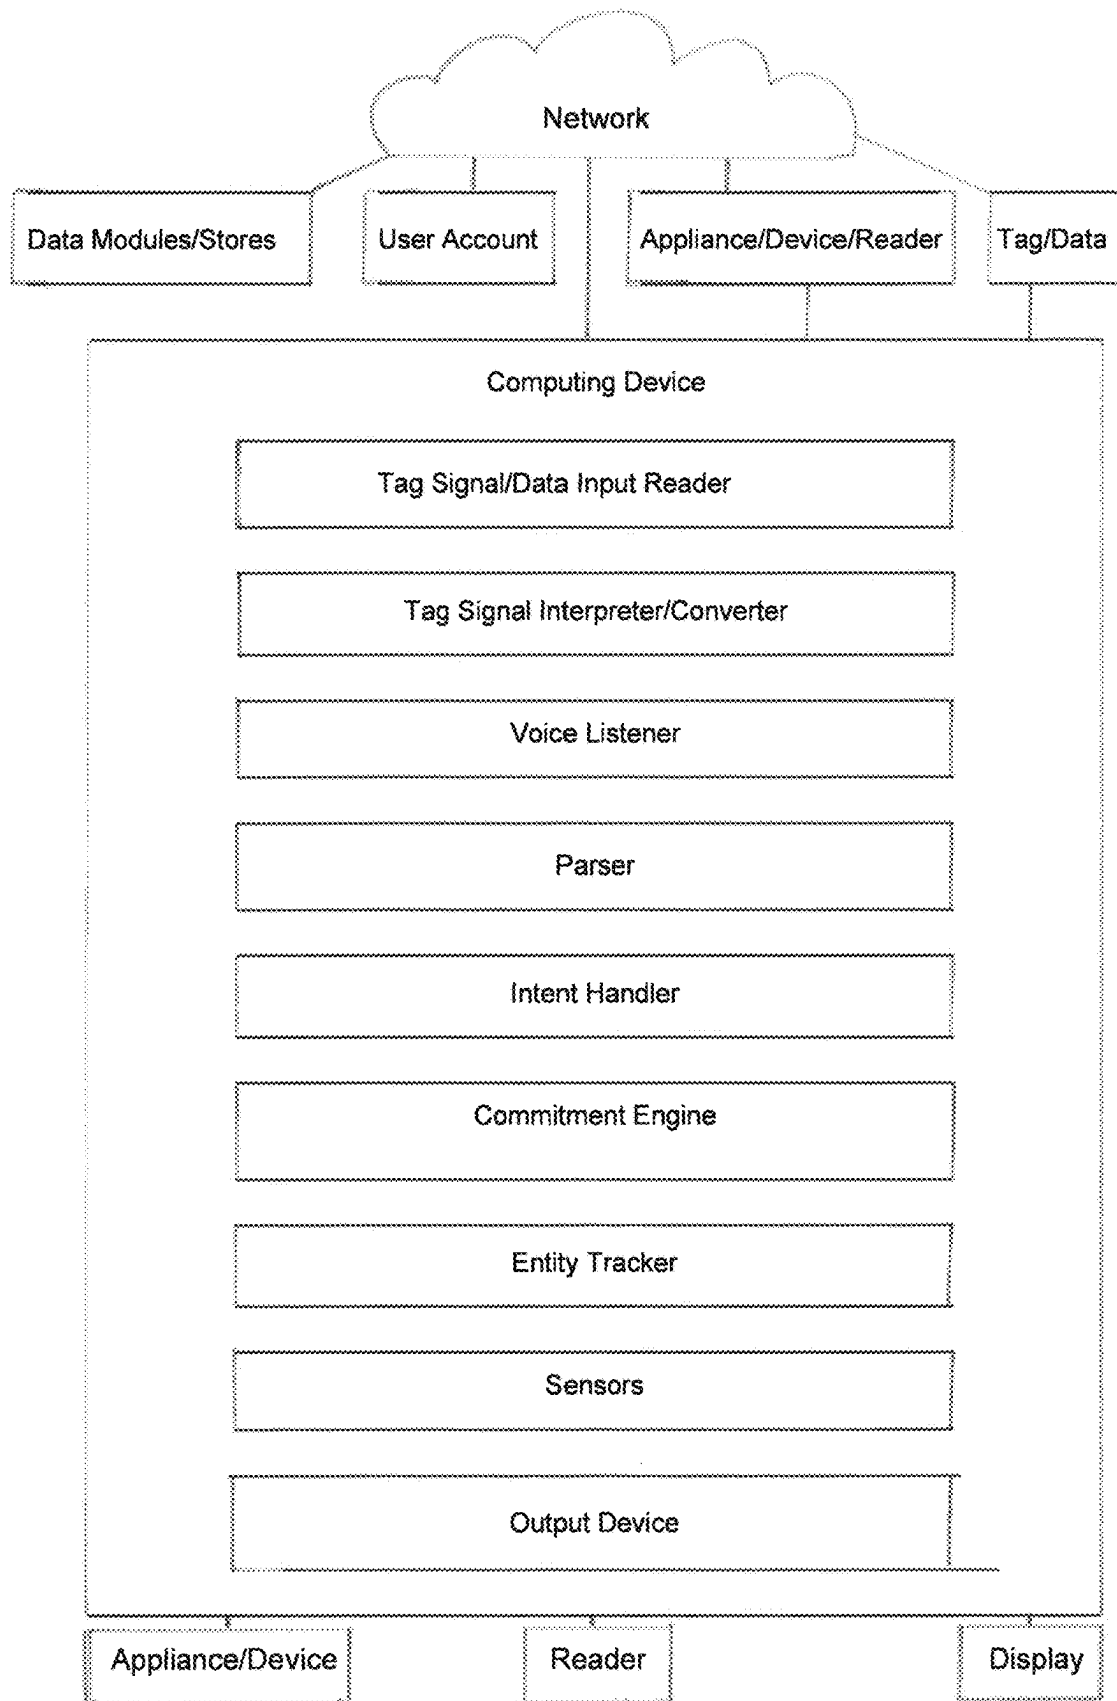 Network
Data Modules/Stores
User Account
Appliance/Device/Reader
Tag/Data
Computing Device
Tag Signal/Data Input Reader
Tag Signal Interpreter/Converter
Voice Listener
Parser
Intent Handler
Commitment Engine
Entity Tracker
Sensors
Output Device
Appliance/Device
Reader
Display